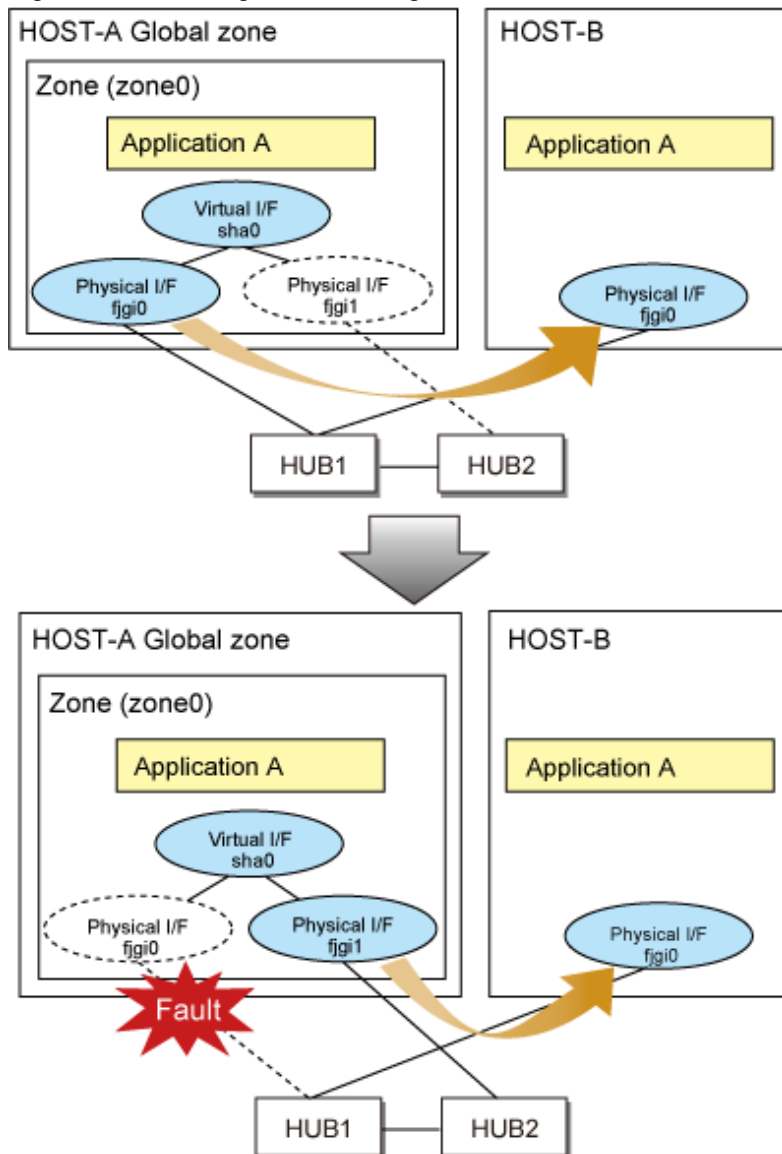 HOST-A Global zone
HOST-B
Zone (zone0)
Application A
Application A
Virtual I/F
sha0
Physical I/F
fjgi0
Physical I/F
fjgi1
Physical I/F
fjgi0
HUB1
HUB2
HOST-A Global zone
HOST-B
Zone (zone0)
Application A
Application A
Virtual I/F
sha0
Physical I/F
fjgi0
Physical I/F
fjgi1
Physical I/F
fjgi0
Fault
HUB1
HUB2